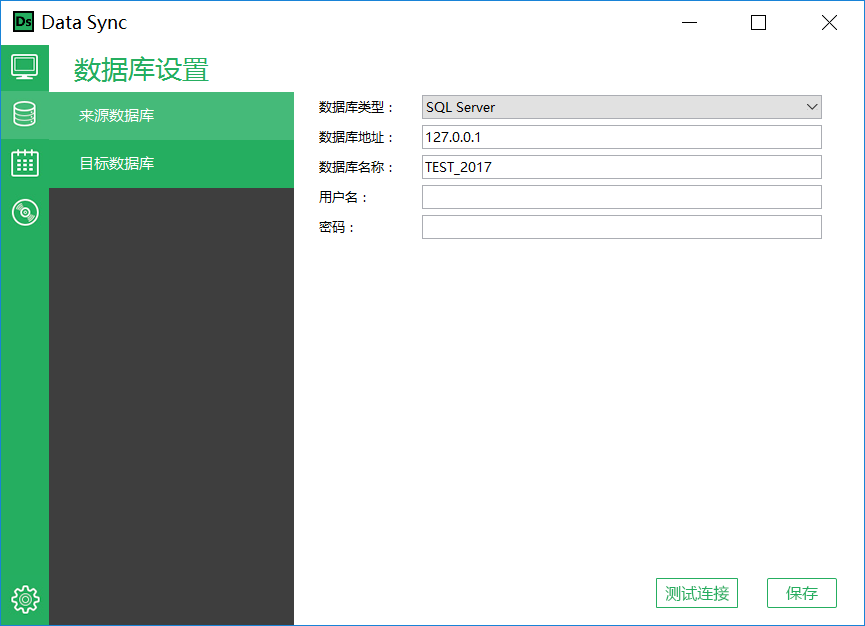 Ds Data Sync
数据库设置
来源数据库
目标数据库
数据库类型： SQL Server
数据库地址： 127.0.0.1
数据库名称： TEST_2017
用户名：
密码：
测试连接 保存